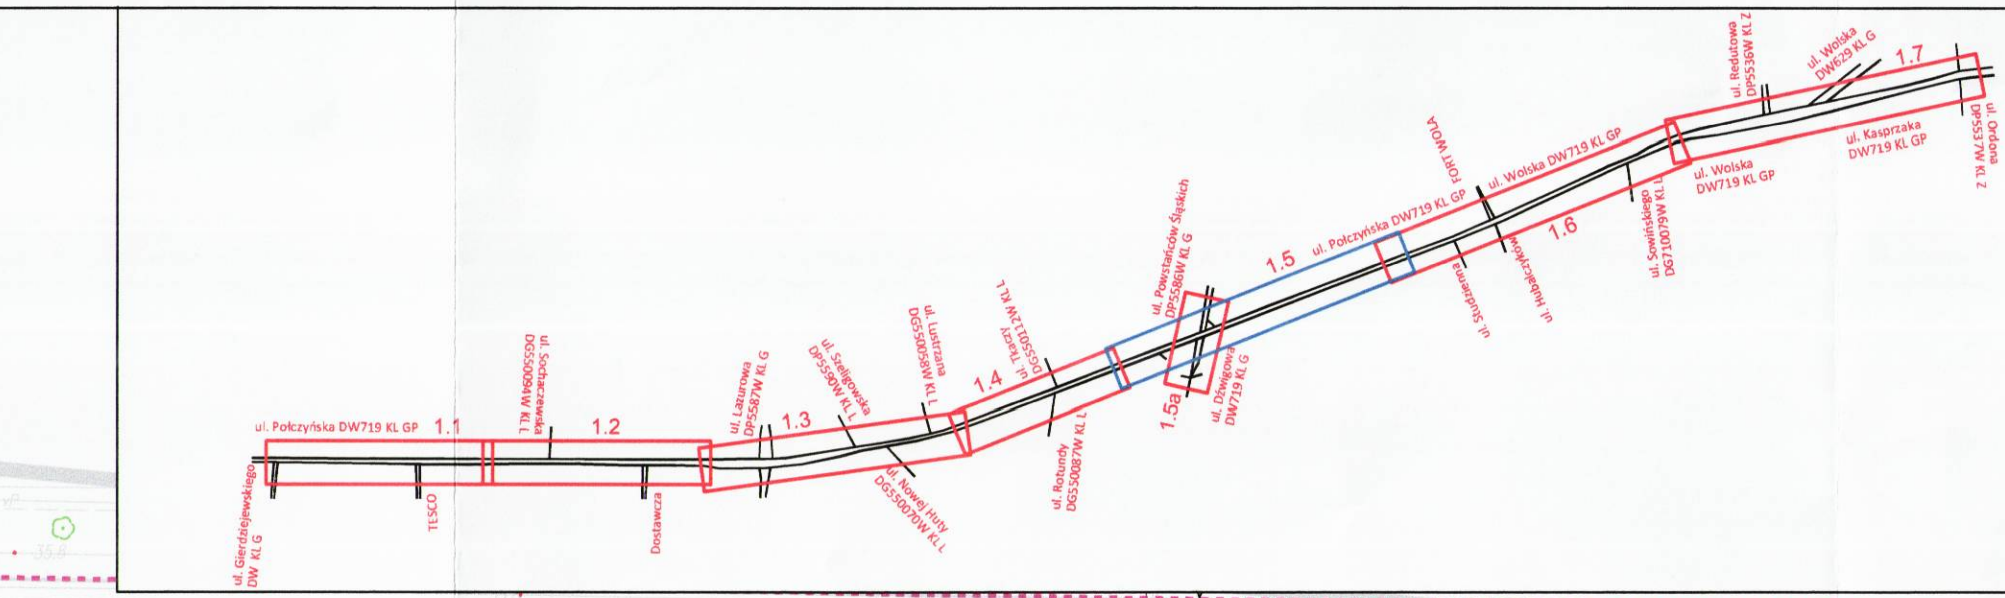 ul. Połczyńska DW719 KL GP
1.1
ul. Gierdziejewskiego
DW KL G
TESCO
ul. Sochaczewska
DG550094W KL L
1.2
Dostawcza
ul. Lazurowa
DP5587W KL G
1.3
ul. Szeligowska
DP5590W KL L
ul. Nowej Huty
DG550070W KL L
ul. Lustrzana
DG550058W KL L
1.4
ul. Tkaczy
DG550112W KL L
ul. Rotundy
DG550087W KL L
ul. Powstańców Śląskich
DP5586W KL G
1.5a
ul. Dźwigowa
DW719 KL G
1.5
ul. Połczyńska DW719 KL GP
FORT WOLA
ul. Wolska DW719 KL GP
ul. Studzienna
ul. Hubalczyków
1.6
ul. Sowińskiego
DG710079W KL L
ul. Wolska
DW719 KL GP
ul. Redutowa
DP5536W KL Z
ul. Wolska
DW629 KL G
1.7
ul. Kasprzaka
DW719 KL GP
ul. Ordona
DP5537W KL Z
35.8